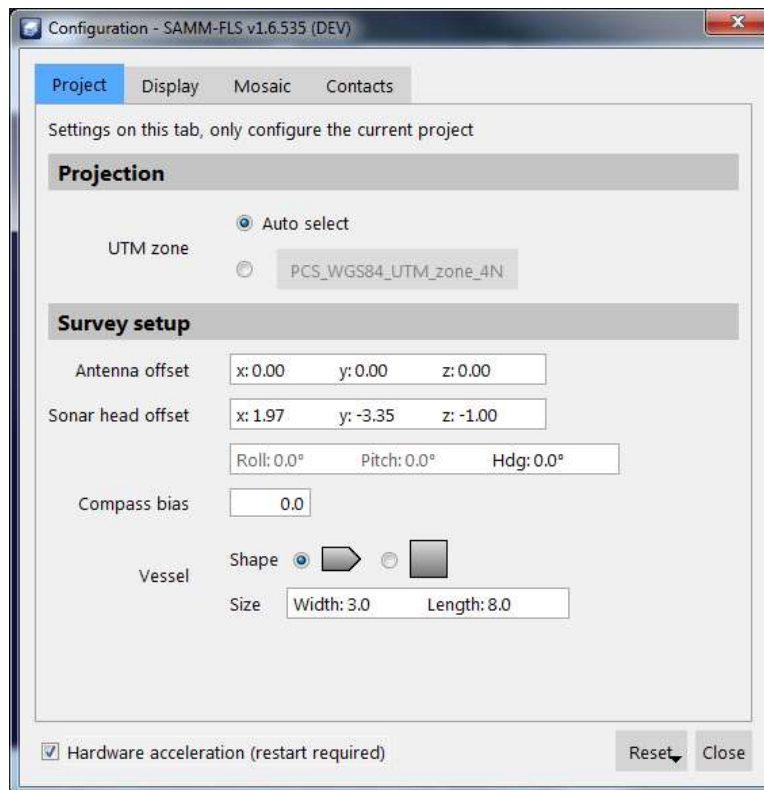 Configuration - SAMM-FLS v1.6.535 (DEV)
Project Display Mosaic Contacts
Settings on this tab, only configure the current project
Projection
UTM zone
Auto select
PCS_WGS84_UTM_zone_4N
Survey setup
Antenna offset x: 0.00 y: 0.00 z: 0.00
Sonar head offset x: 1.97 y: -3.35 z: -1.00
Roll: 0.0° Pitch: 0.0° Hdg: 0.0°
Compass bias 0.0
Vessel
Shape
Size Width: 3.0 Length: 8.0
Hardware acceleration (restart required) Reset Close